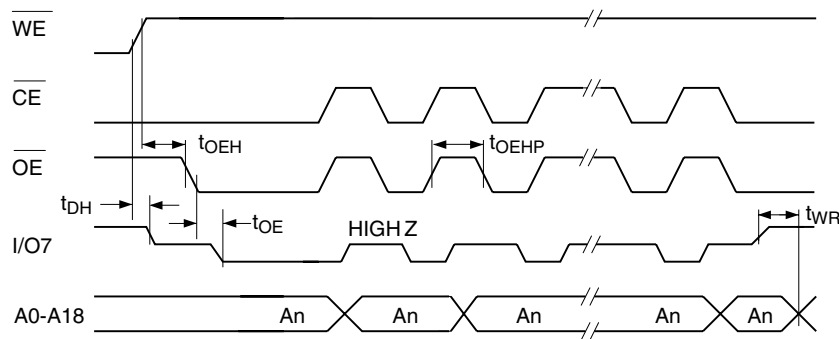 WE
CE
tOEH
tOEHP
OE
tDH
tOE
HIGH Z
tWR
I/O7
A0-A18
An An An An An